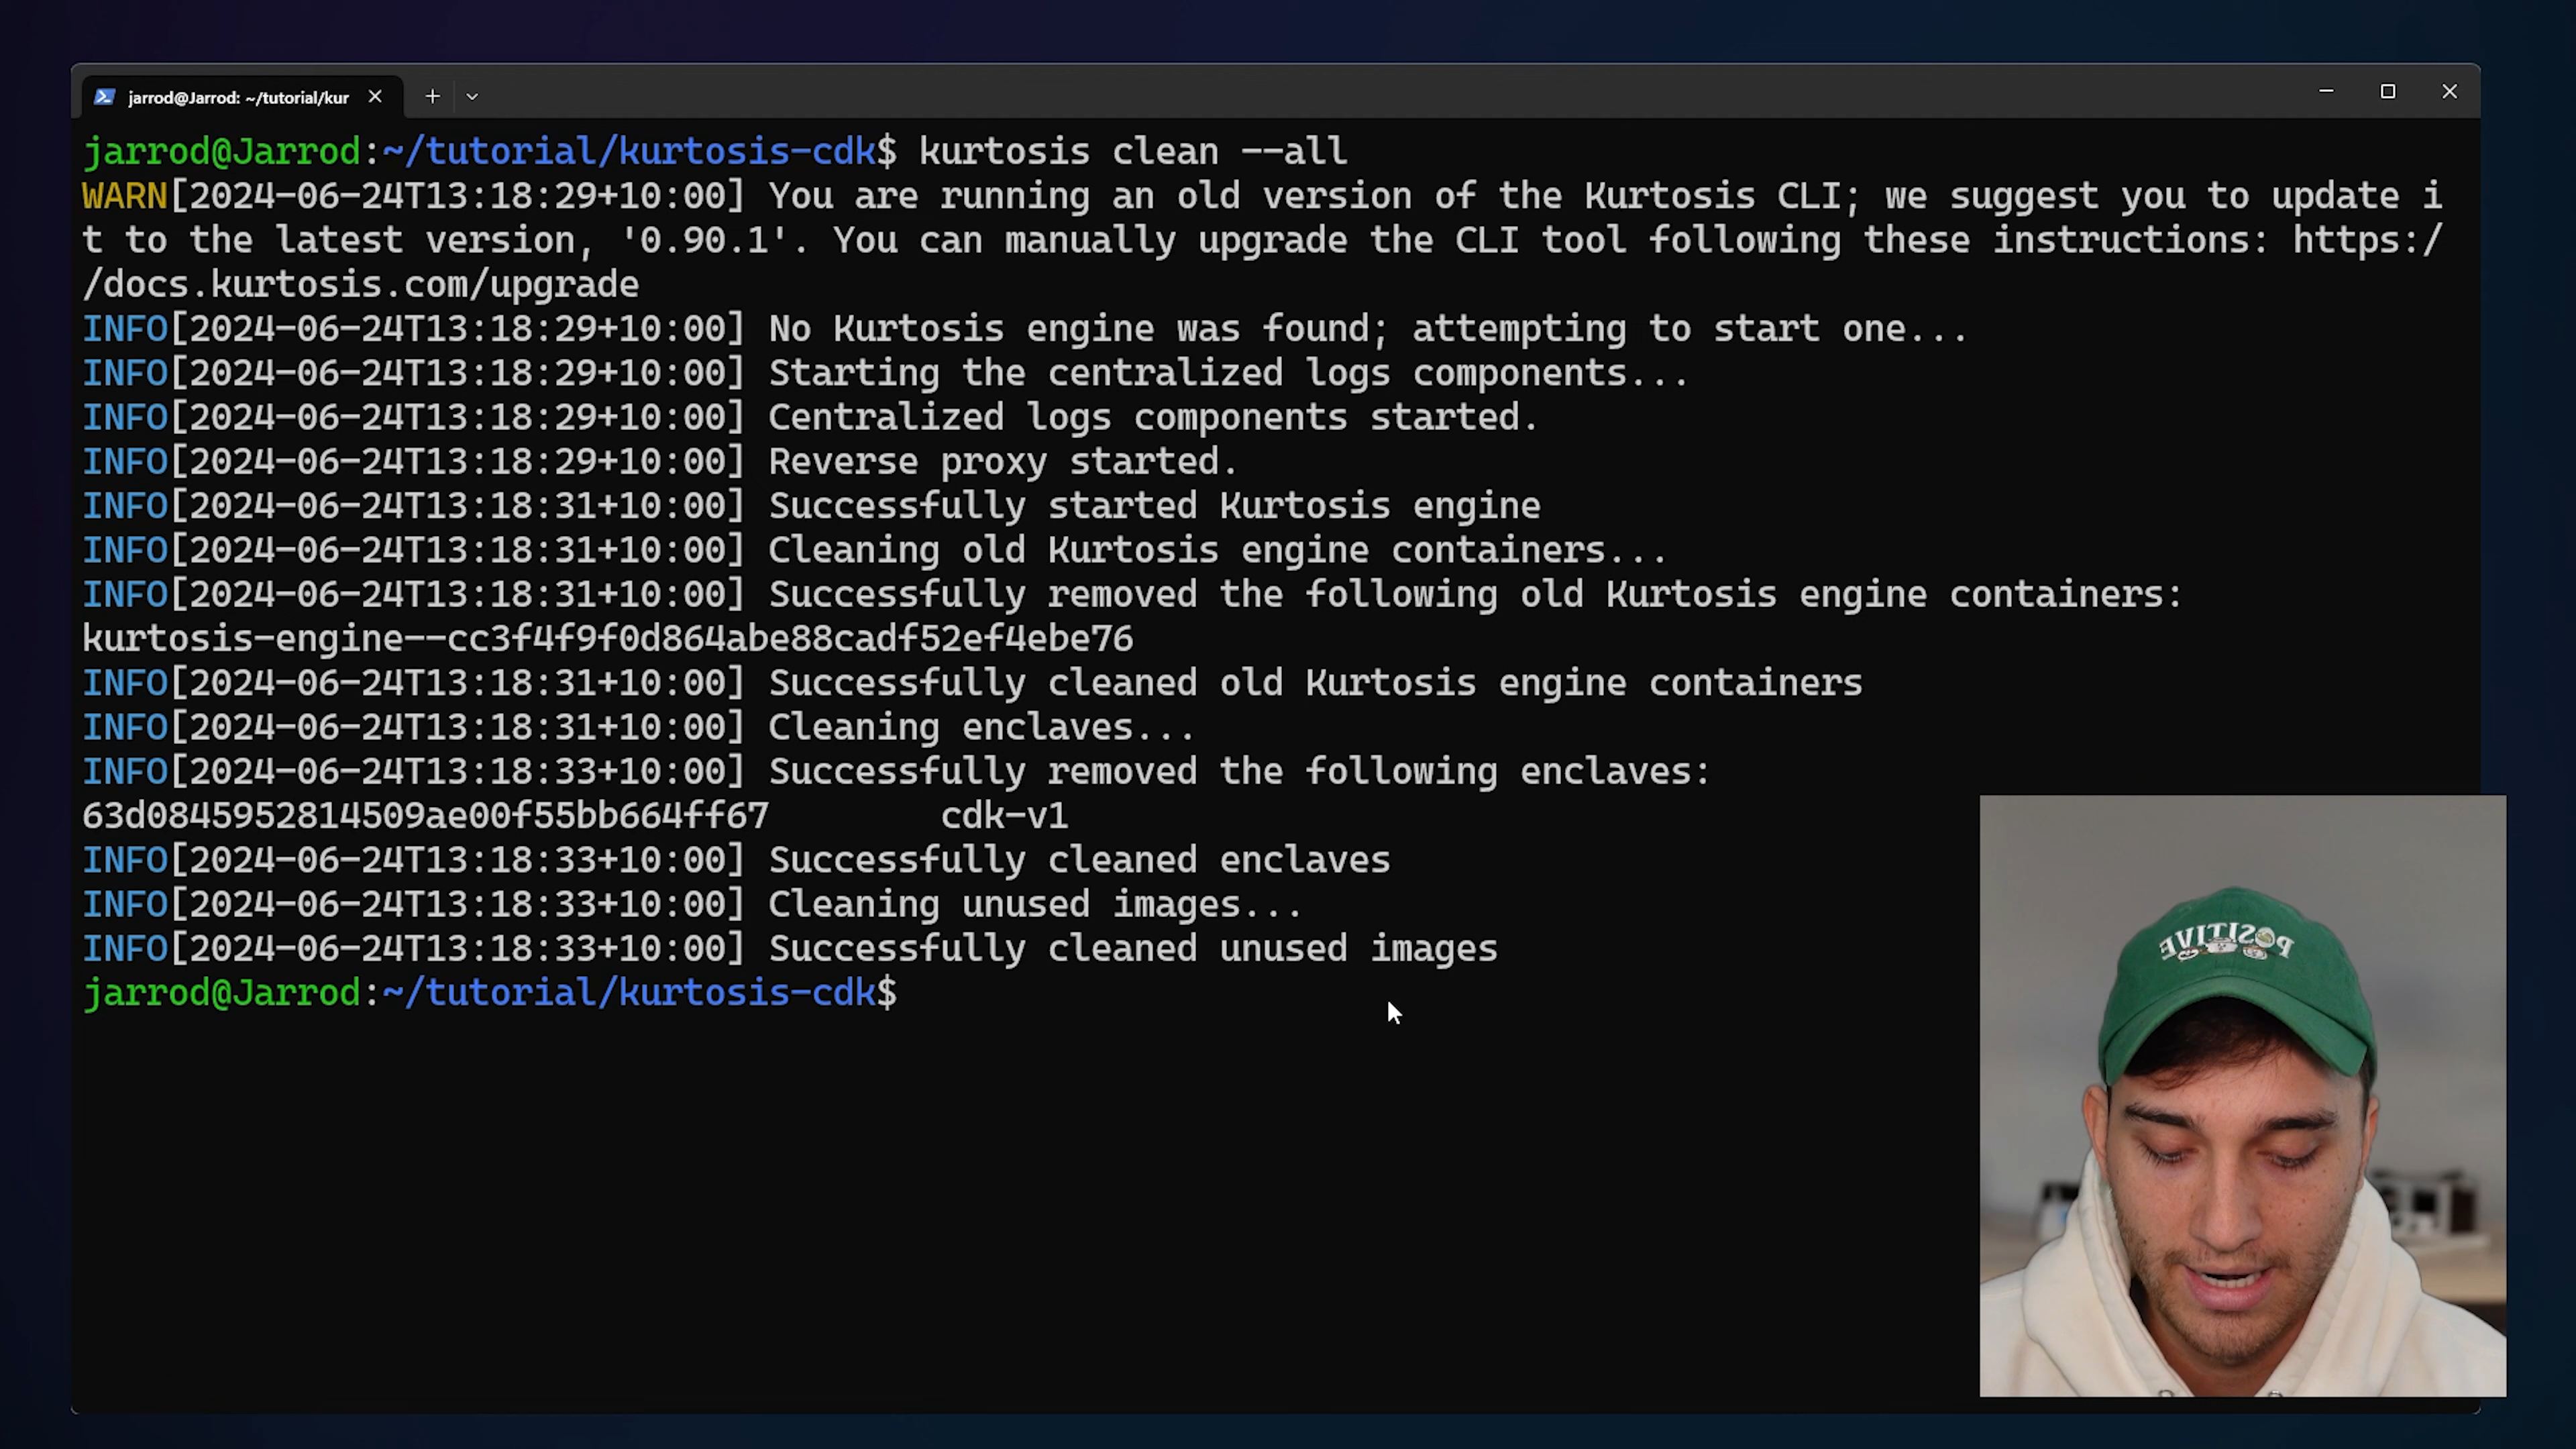 jarrod@Jarrod: ~/tutorial/kur
jarrod@Jarrod:~/tutorial/kurtosis-cdk$ kurtosis clean --all
WARN[2024-06-24T13:18:29+10:00] You are running an old version of the Kurtosis CLI; we suggest you to update i
t to the latest version, '0.90.1'. You can manually upgrade the CLI tool following these instructions: https:/
/docs.kurtosis.com/upgrade
INFO[2024-06-24T13:18:29+10:00] No Kurtosis engine was found; attempting to start one...
INFO[2024-06-24T13:18:29+10:00] Starting the centralized logs components...
INFO[2024-06-24T13:18:29+10:00] Centralized logs components started.
INFO[2024-06-24T13:18:29+10:00] Reverse proxy started.
INFO[2024-06-24T13:18:31+10:00] Successfully started Kurtosis engine
INFO[2024-06-24T13:18:31+10:00] Cleaning old Kurtosis engine containers...
INFO[2024-06-24T13:18:31+10:00] Successfully removed the following old Kurtosis engine containers:
kurtosis-engine--cc3f4f9f0d864abe88cadf52ef4ebe76
INFO[2024-06-24T13:18:31+10:00] Successfully cleaned old Kurtosis engine containers
INFO[2024-06-24T13:18:31+10:00] Cleaning enclaves...
INFO[2024-06-24T13:18:33+10:00] Successfully removed the following enclaves:
63d0845952814509ae00f55bb664ff67 cdk-v1
INFO[2024-06-24T13:18:33+10:00] Successfully cleaned enclaves
INFO[2024-06-24T13:18:33+10:00] Cleaning unused images...
INFO[2024-06-24T13:18:33+10:00] Successfully cleaned unused images
jarrod@Jarrod:~/tutorial/kurtosis-cdk$
POSITIVE